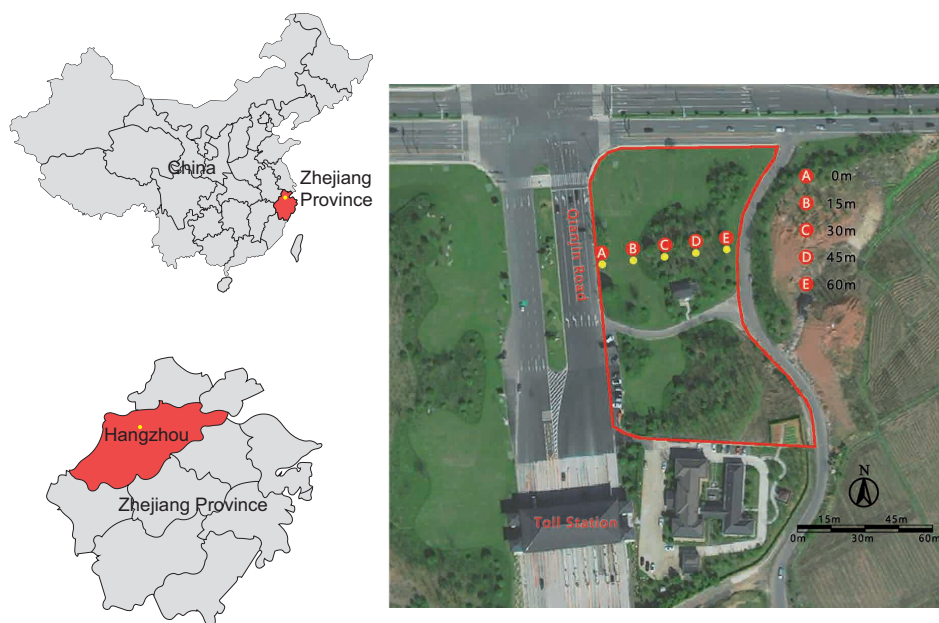 China
Zhejiang
Province
Hangzhou
Zhejiang Province
Qianjin Road
A
B
C
D
E
A 0m
B 15m
C 30m
D 45m
E 60m
Toll Station
N
15m 45m
0m 30m 60m